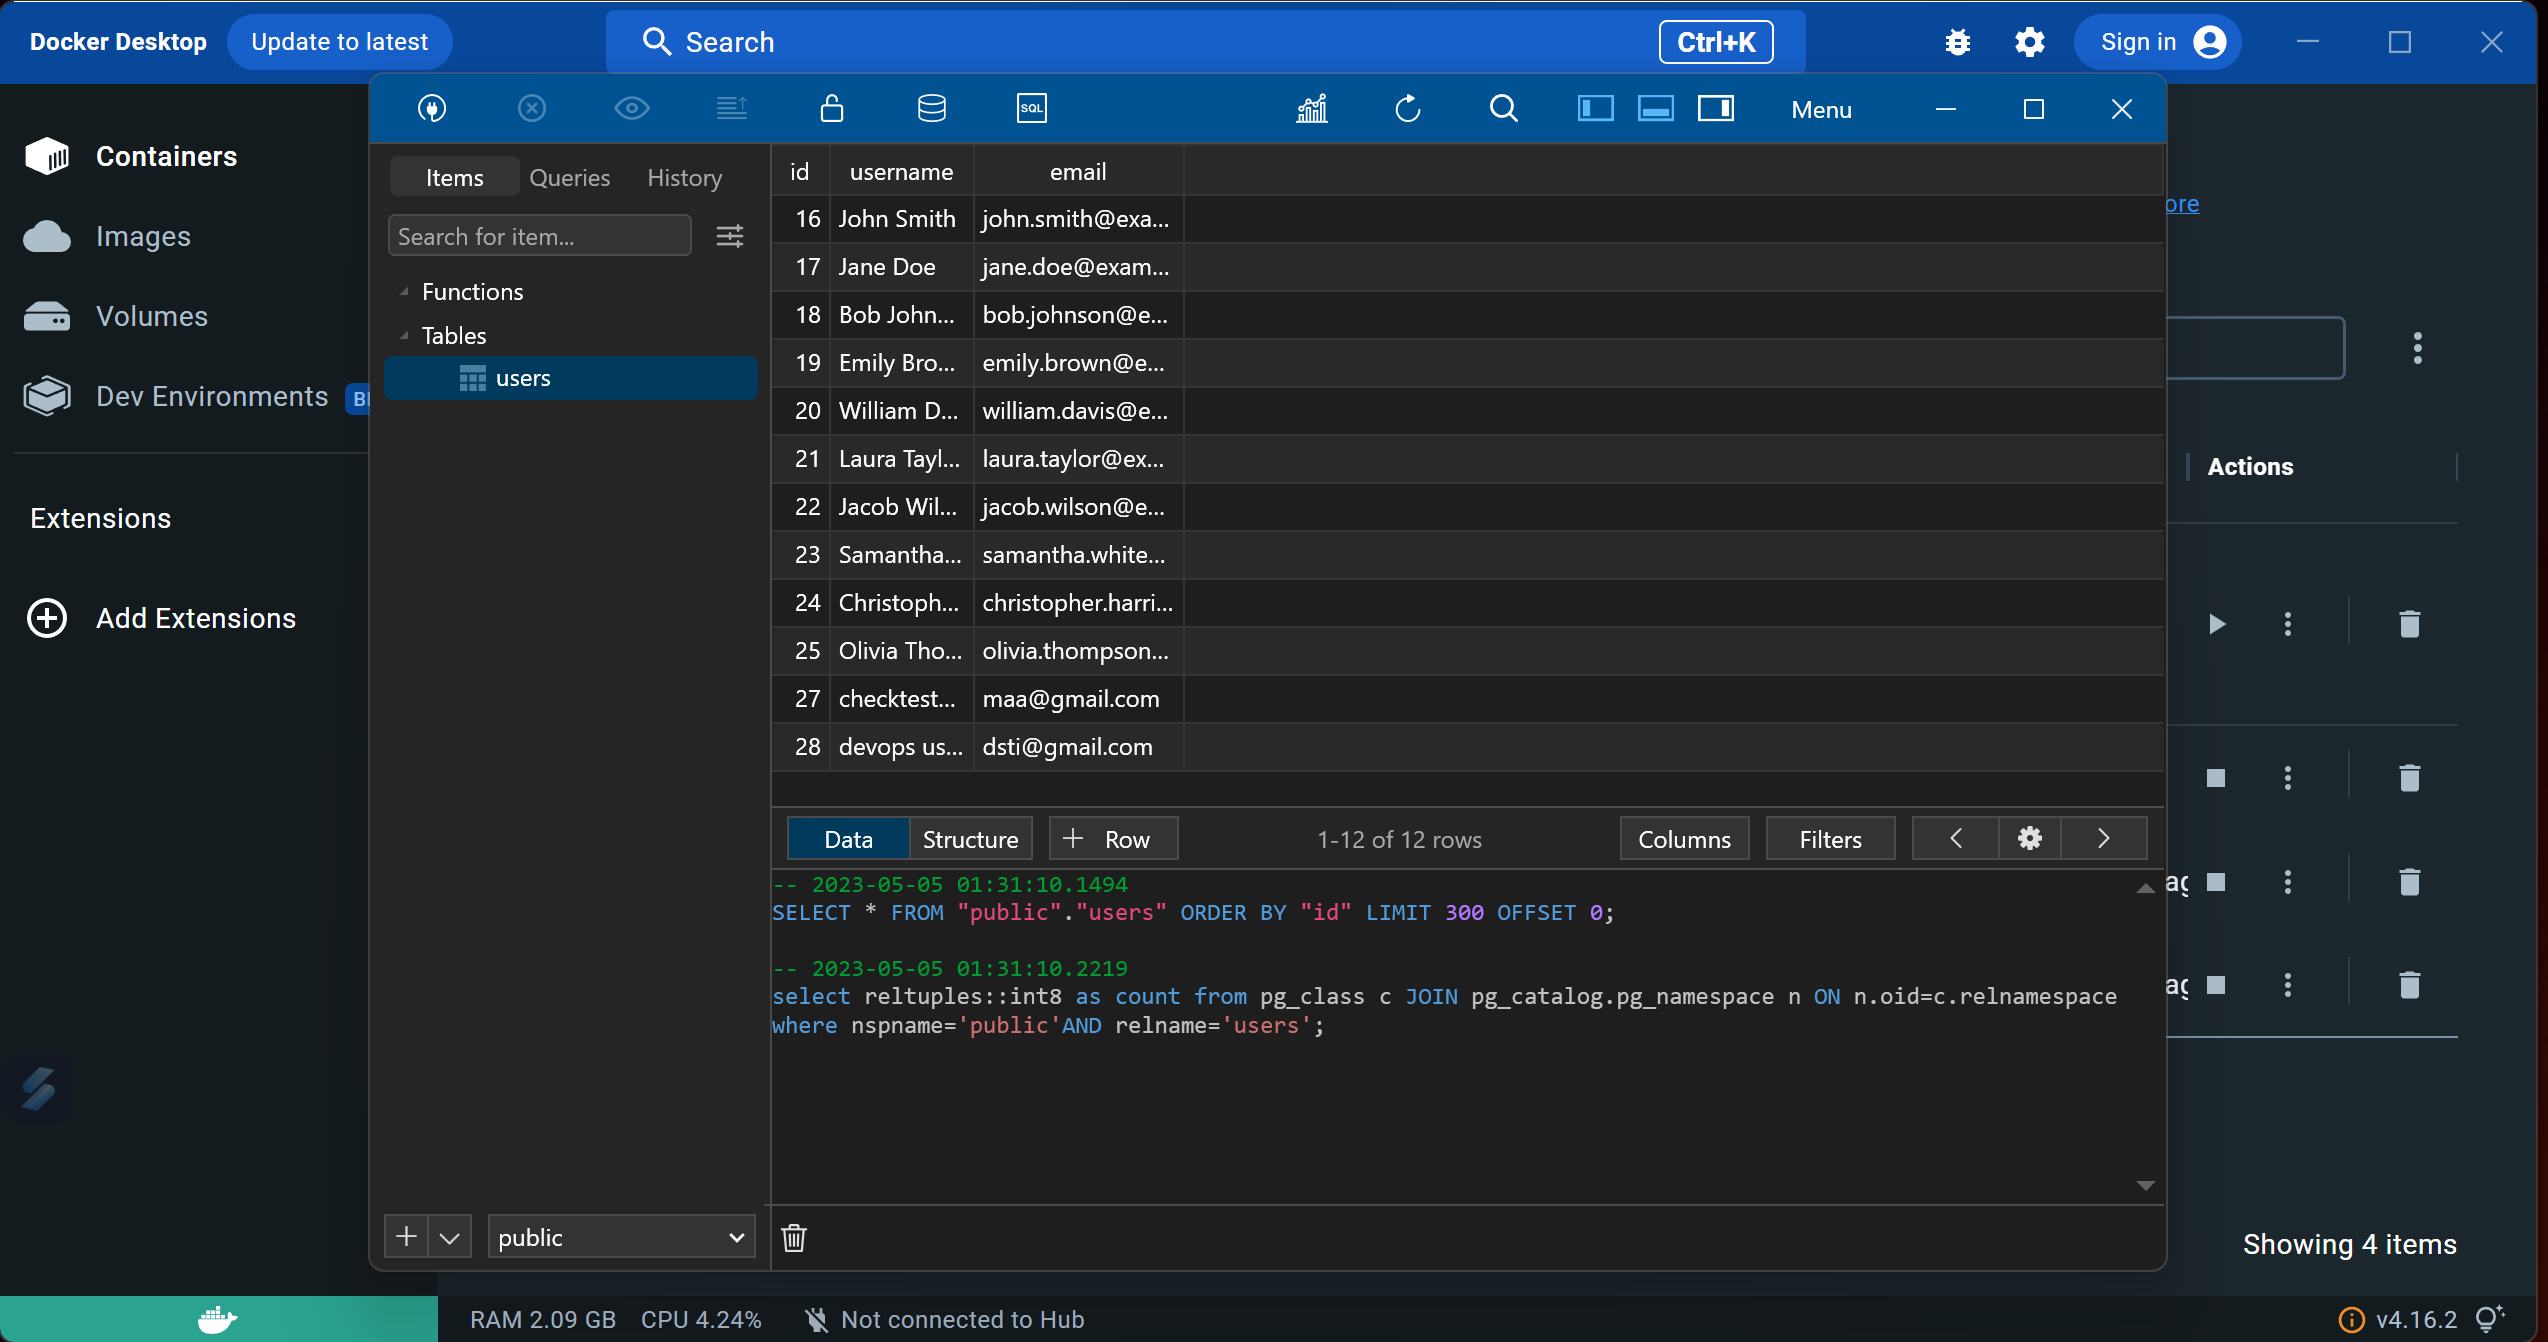 Docker Desktop Update to latest Search Ctrl+K Sign in
SQL Menu
Containers
Images
Volumes
Dev Environments
Extensions
Add Extensions
Items Queries History
Search for item...
Functions
Tables
users
public
id username email
16 John Smith john.smith@exa...
17 Jane Doe jane.doe@exam...
18 Bob John... bob.johnson@e...
19 Emily Bro... emily.brown@e...
20 William D... william.davis@e...
21 Laura Tayl... laura.taylor@ex...
22 Jacob Wil... jacob.wilson@e...
23 Samantha... samantha.white...
24 Christoph... christopher.harri...
25 Olivia Tho... olivia.thompson...
27 checktest... maa@gmail.com
28 devops us... dsti@gmail.com
Data Structure + Row 1-12 of 12 rows Columns Filters
-- 2023-05-05 01:31:10.1494
SELECT * FROM "public"."users" ORDER BY "id" LIMIT 300 OFFSET 0;
-- 2023-05-05 01:31:10.2219
select reltuples::int8 as count from pg_class c JOIN pg_catalog.pg_namespace n ON n.oid=c.relnamespace
where nspname='public'AND relname='users';
ore
Actions
Showing 4 items
RAM 2.09 GB CPU 4.24% Not connected to Hub v4.16.2